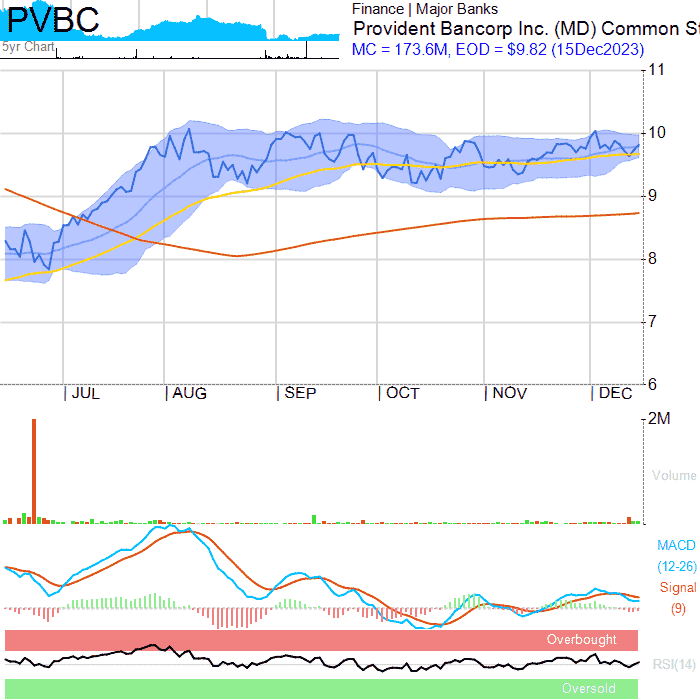 PVBC
5yr Chart
Finance | Major Banks
Provident Bancorp Inc. (MD) Common St
MC = 173.6M, EOD = $9.82 (15Dec2023)
11
10
9
8
7
6
JUL AUG SEP OCT NOV DEC
2M
Volume
MACD
(12-26)
Signal
(9)
Overbought
RSI(14)
Oversold